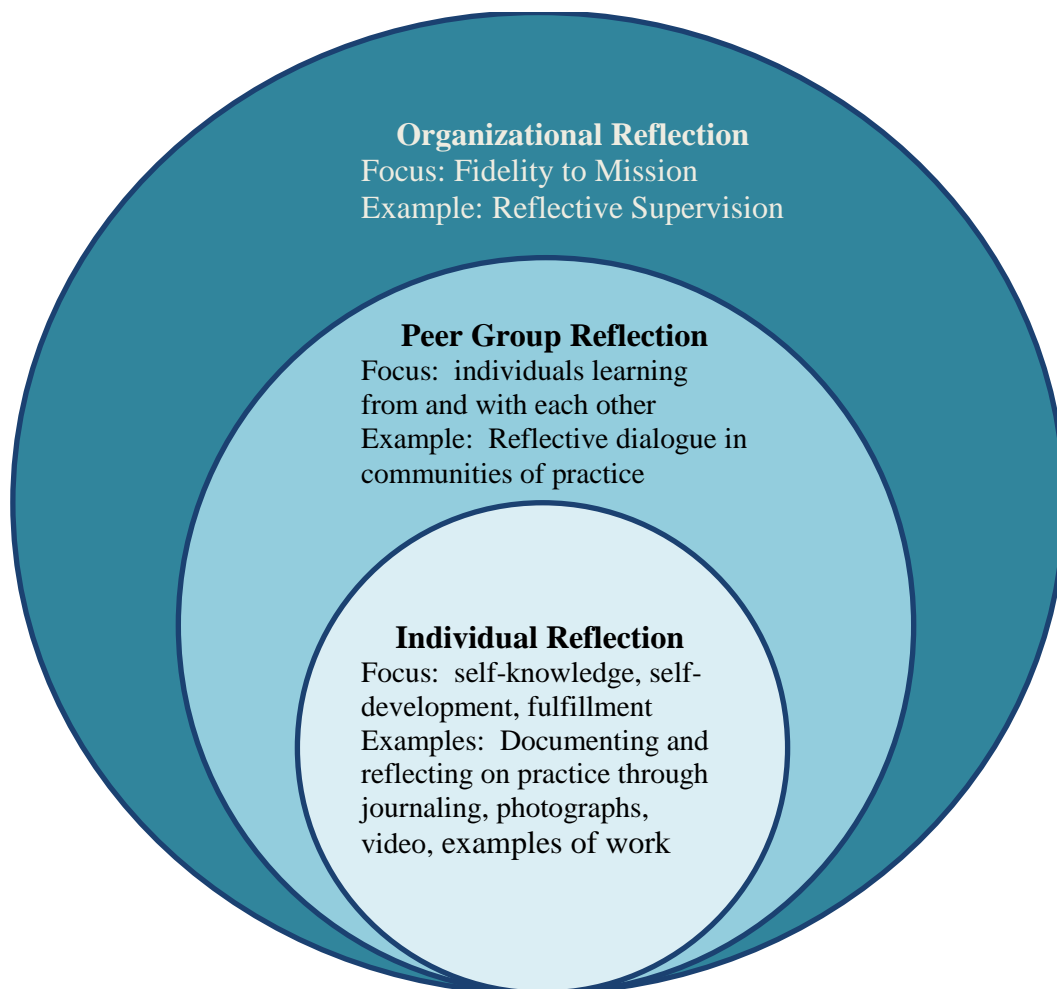 Organizational Reflection
Focus: Fidelity to Mission
Example: Reflective Supervision
Peer Group Reflection
Focus:  individuals learning
from and with each other
Example:  Reflective dialogue in
communities of practice
Individual Reflection
Focus:  self-knowledge, self-
development, fulfillment
Examples:  Documenting and
reflecting on practice through
journaling, photographs,
video, examples of work